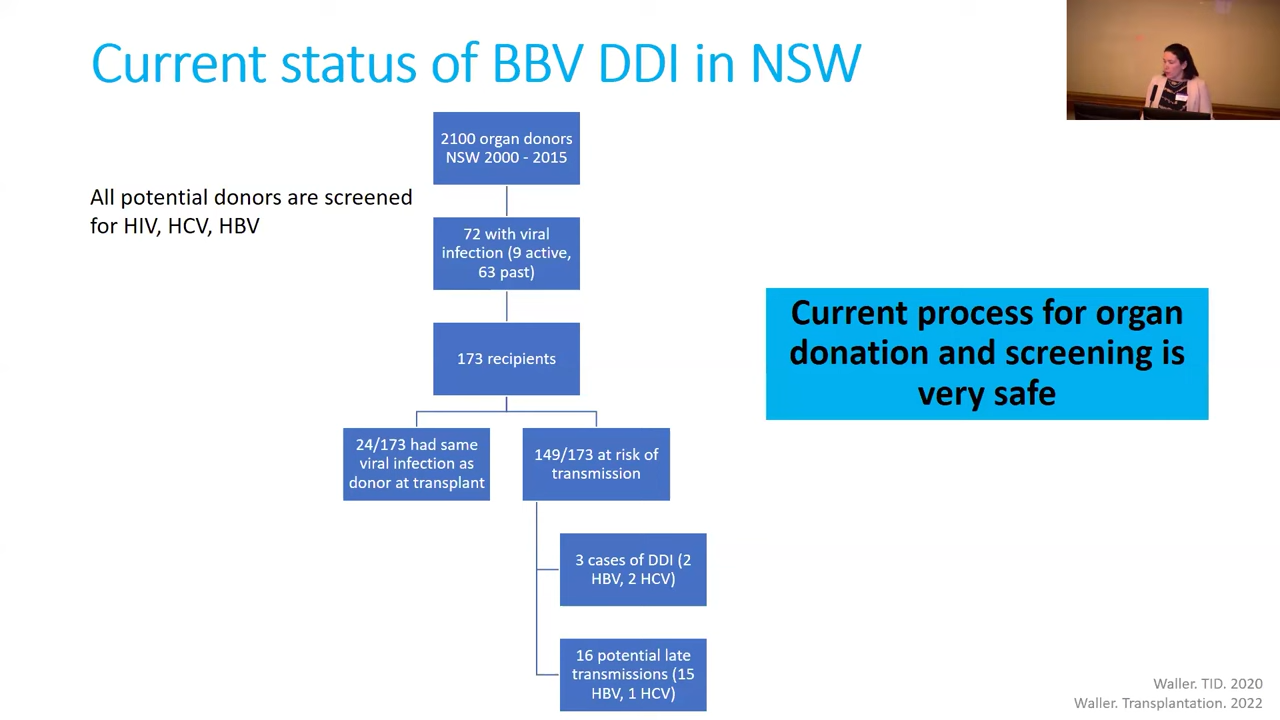 Current status of BBV DDI in NSW
All potential donors are screened
for HIV, HCV, HBV
2100 organ donors
NSW 2000 - 2015
72 with viral
infection (9 active,
63 past)
173 recipients
24/173 had same
viral infection as
donor at transplant
149/173 at risk of
transmission
3 cases of DDI (2
HBV, 2 HCV)
16 potential late
transmissions (15
HBV, 1 HCV)
Current process for organ
donation and screening is
very safe
Waller. TID. 2020
Waller. Transplantation. 2022